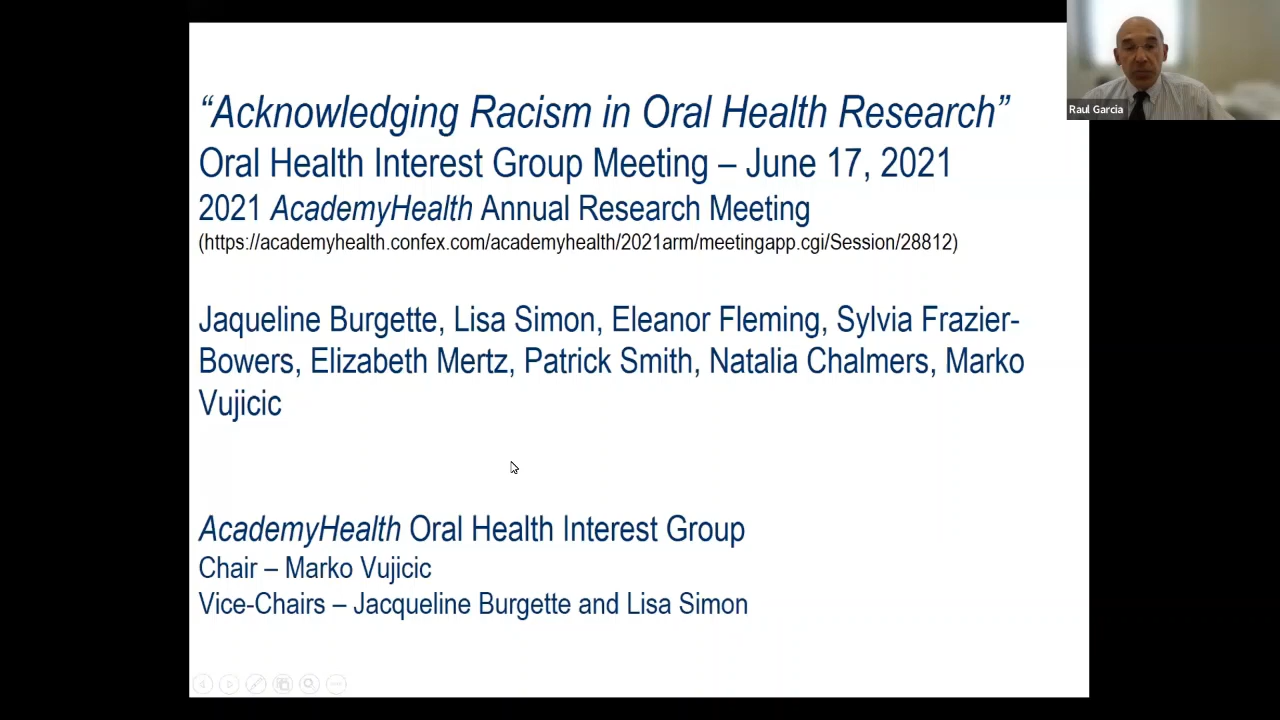 “Acknowledging Racism in Oral Health Research”
Oral Health Interest Group Meeting – June 17, 2021
2021 AcademyHealth Annual Research Meeting
(https://academyhealth.confex.com/academyhealth/2021arm/meetingapp.cgi/Session/28812)
Jaqueline Burgette, Lisa Simon, Eleanor Fleming, Sylvia Frazier-
Bowers, Elizabeth Mertz, Patrick Smith, Natalia Chalmers, Marko
Vujicic
AcademyHealth Oral Health Interest Group
Chair – Marko Vujicic
Vice-Chairs – Jacqueline Burgette and Lisa Simon
Raul Garcia